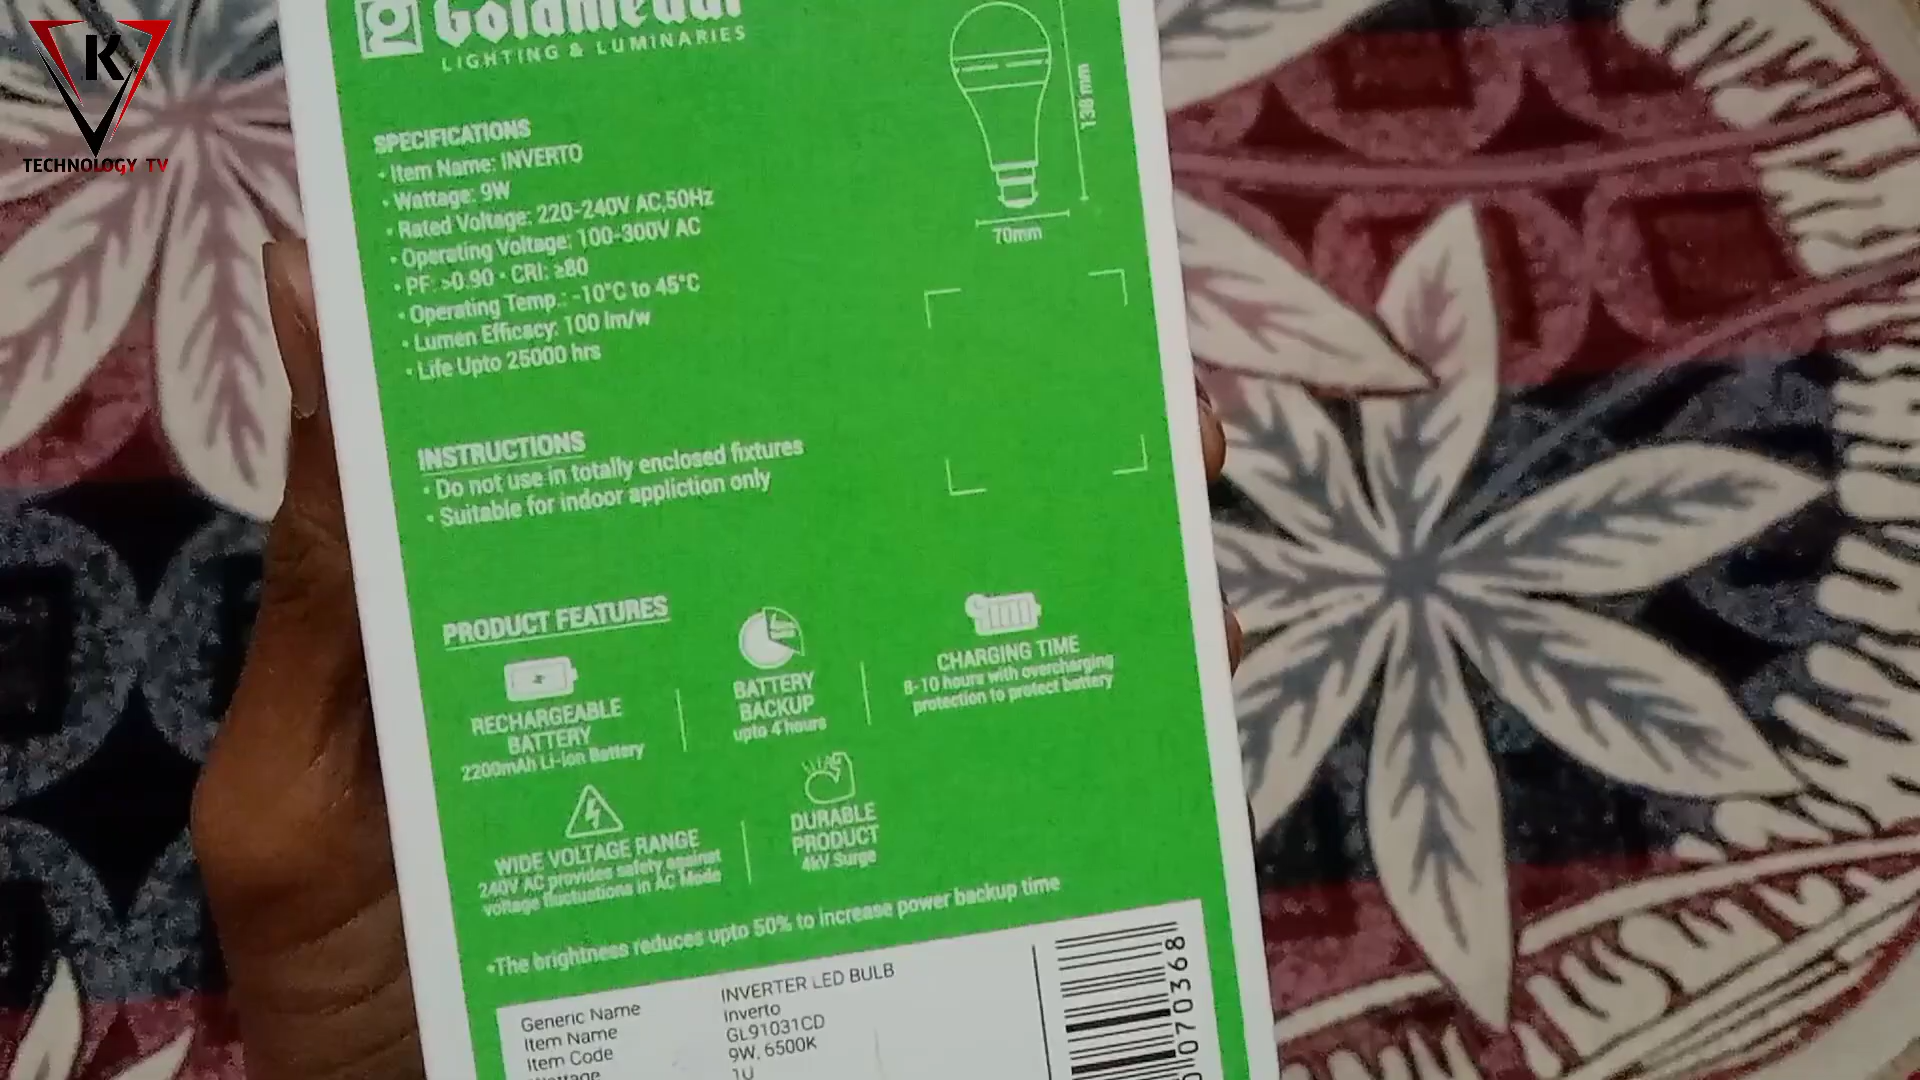 K
TECHNOLOGY TV
g Goldmedal
LIGHTING & LUMINARIES
138 mm
70mm
SPECIFICATIONS
• Item Name: INVERTO
• Wattage: 9W
• Rated Voltage: 220-240V AC,50Hz
• Operating Voltage: 100-300V AC
• PF: >0.90 • CRI: ≥80
• Operating Temp.: -10°C to 45°C
• Lumen Efficacy: 100 lm/w
• Life Upto 25000 hrs
INSTRUCTIONS
• Do not use in totally enclosed fixtures
• Suitable for indoor appliction only
PRODUCT FEATURES
RECHARGEABLE
BATTERY
2200mAh Li-ion Battery
BATTERY
BACKUP
upto 4 hours
CHARGING TIME
8-10 hours with overcharging
protection to protect battery
WIDE VOLTAGE RANGE
240V AC provides safety against
voltage fluctuations in AC Mode
DURABLE
PRODUCT
4kV Surge
•The brightness reduces upto 50% to increase power backup time
Generic Name INVERTER LED BULB
Item Name Inverto
Item Code GL91031CD
Wattage 9W, 6500K
1U
070368